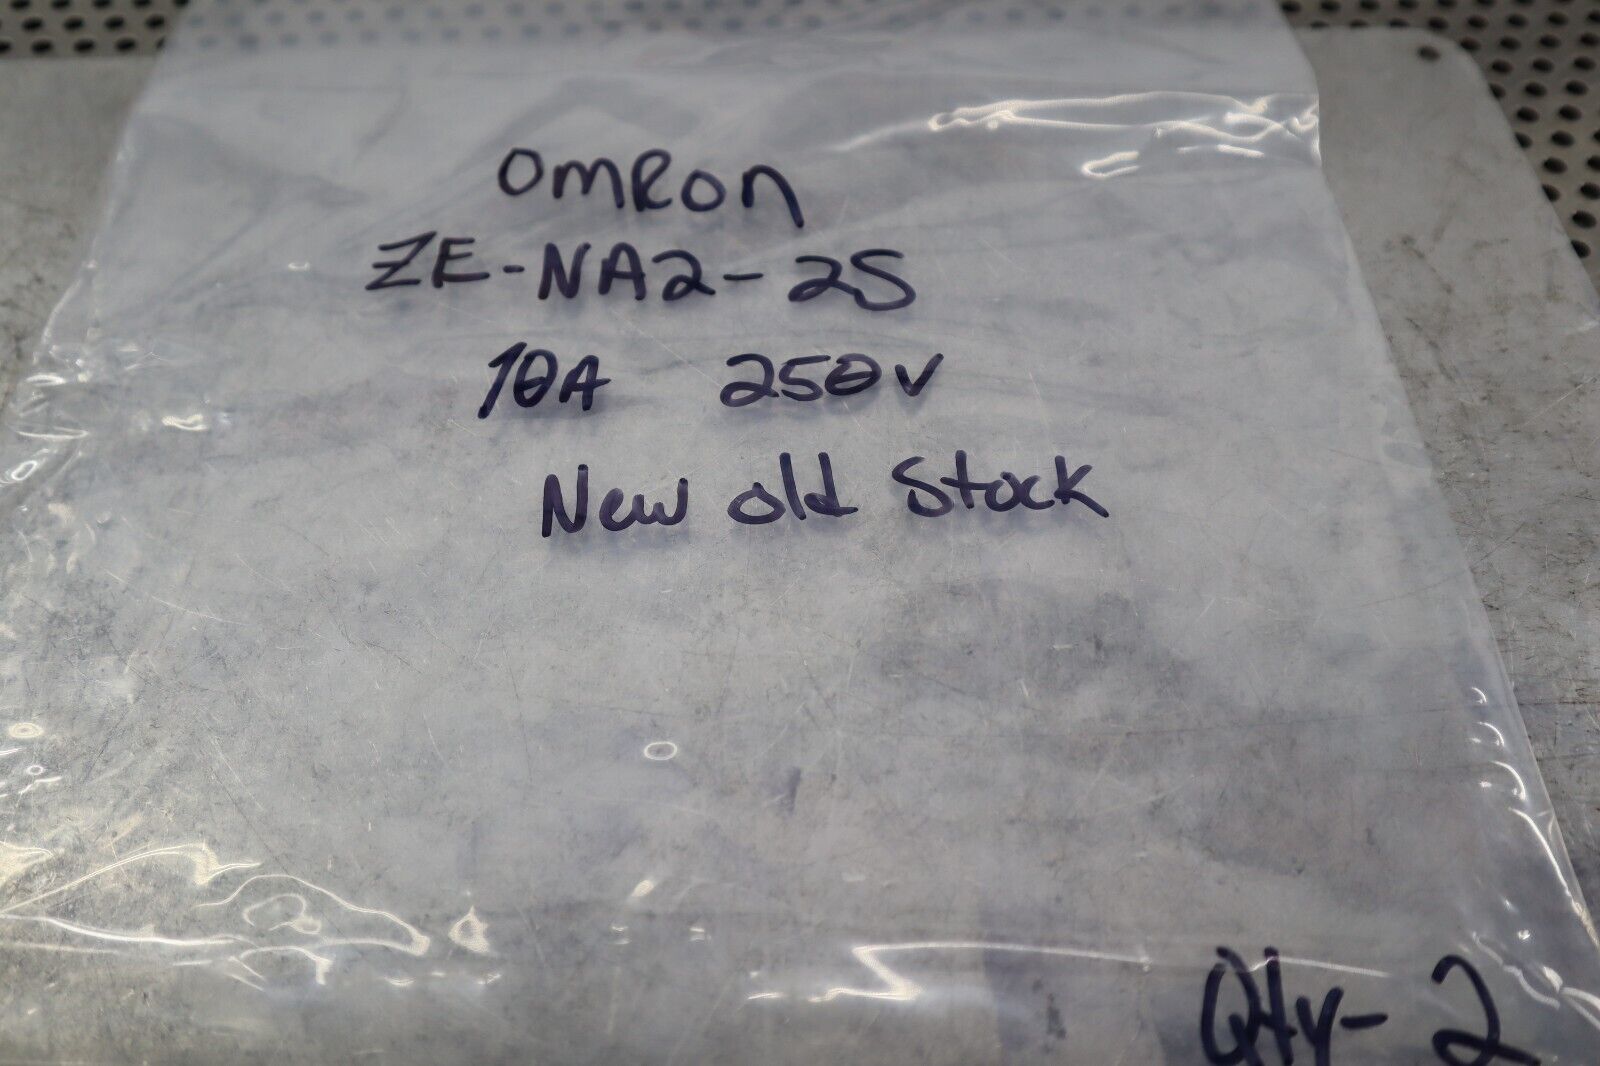 OMRON
ZE-NA2-2S
10A 250V
New old Stock
Qty-2